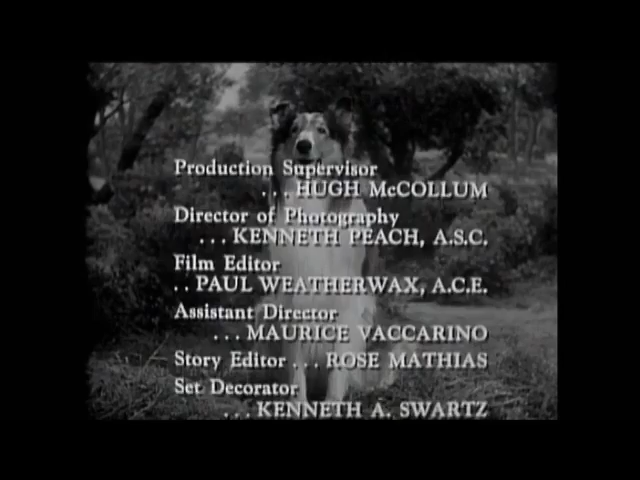 Production Supervisor
... HUGH McCOLLUM
Director of Photography
... KENNETH PEACH, A.S.C.
Film Editor
.. PAUL WEATHERWAX, A.C.E.
Assistant Director
... MAURICE VACCARINO
Story Editor ... ROSE MATHIAS
Set Decorator
... KENNETH A. SWARTZ